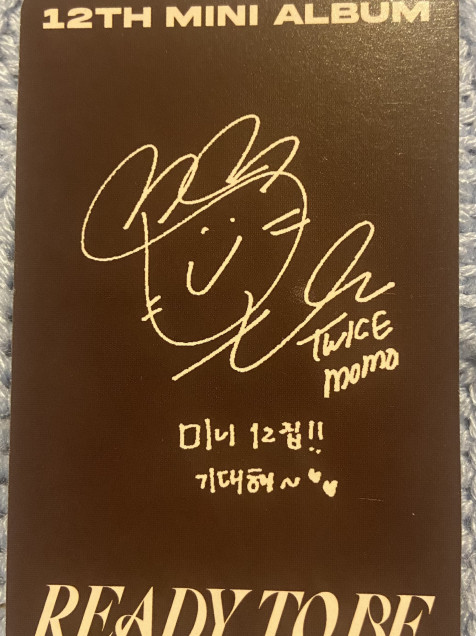 12TH MINI ALBUM
TWICE
MOMO
미니 12집!!
기대해~
READY TO BE